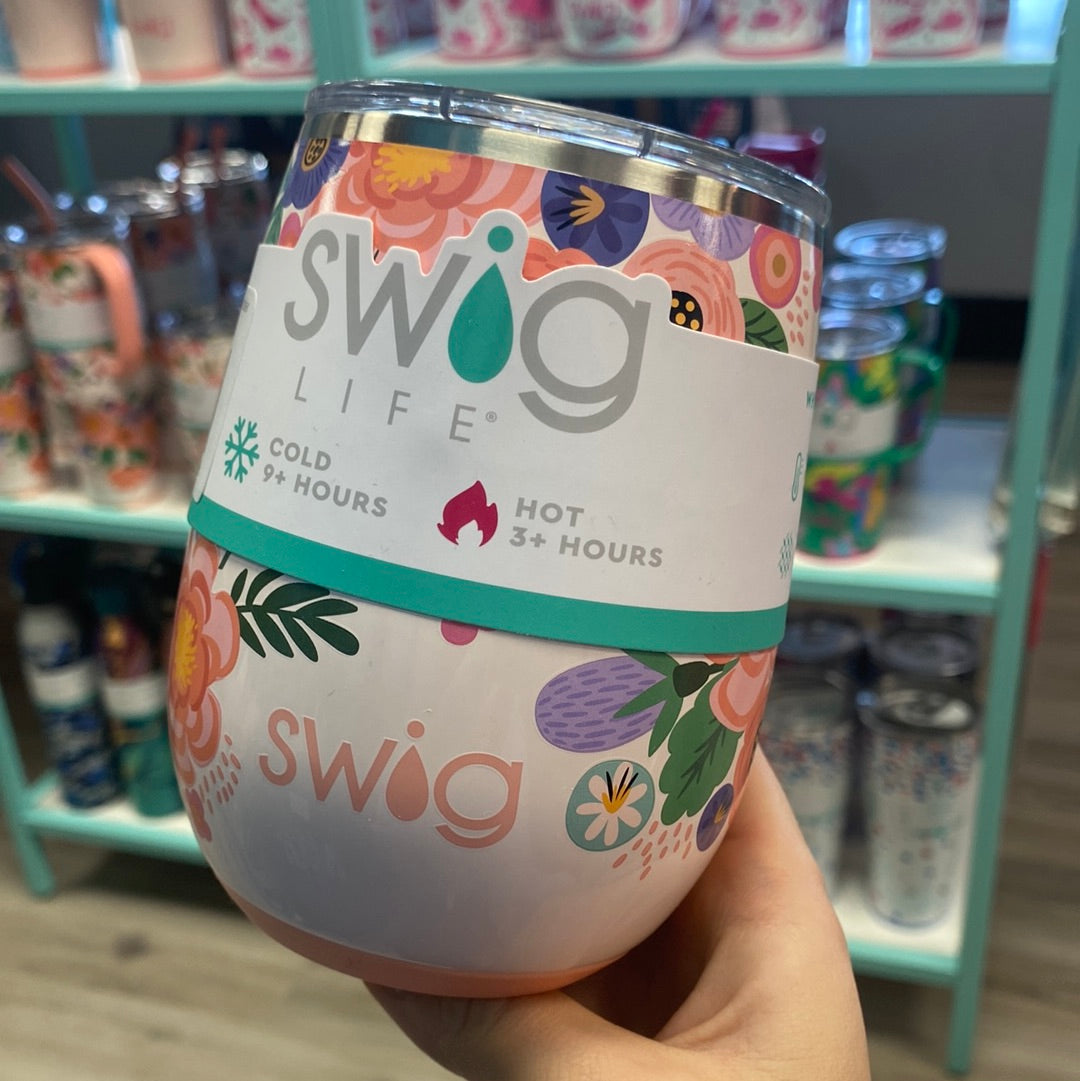 swig
LIFE®
COLD
9+ HOURS
HOT
3+ HOURS
swig